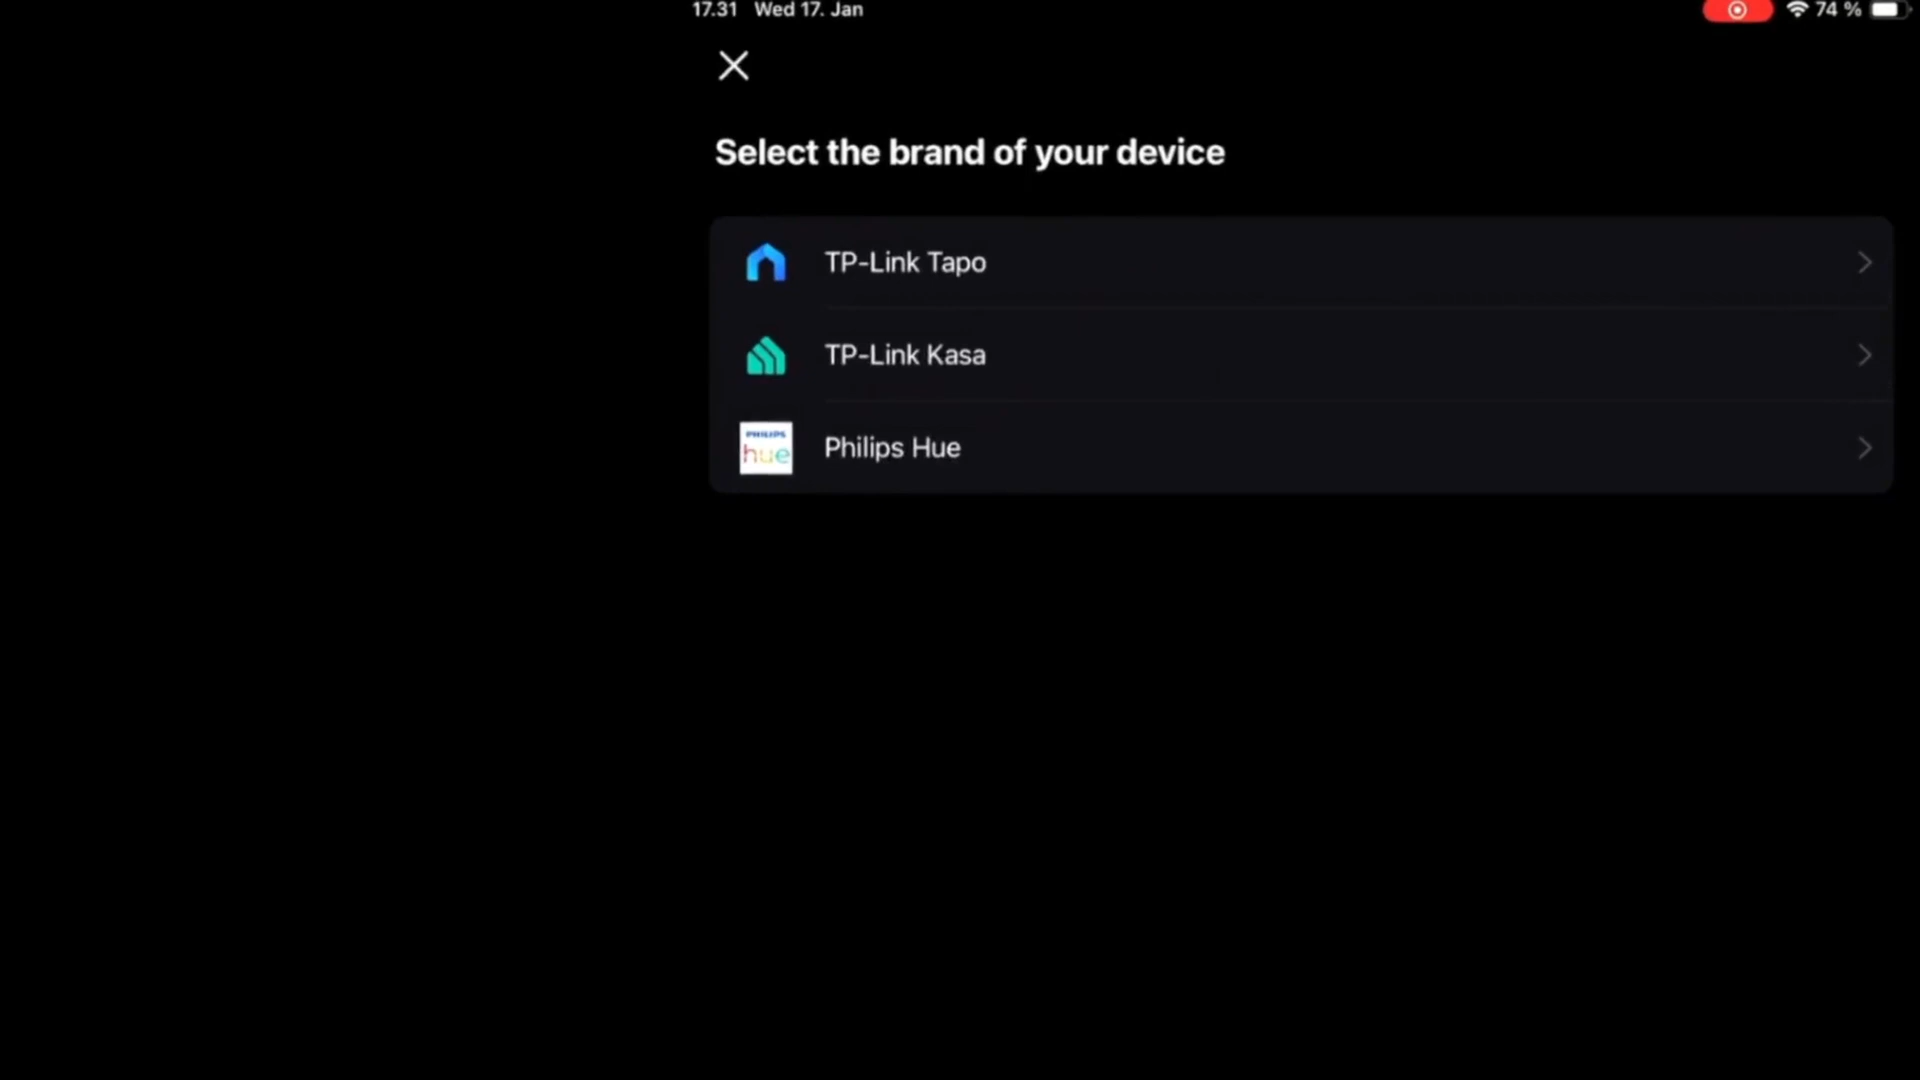 17.31 Wed 17. Jan
74 %
Select the brand of your device
TP-Link Tapo
TP-Link Kasa
PHILIPS
hue
Philips Hue